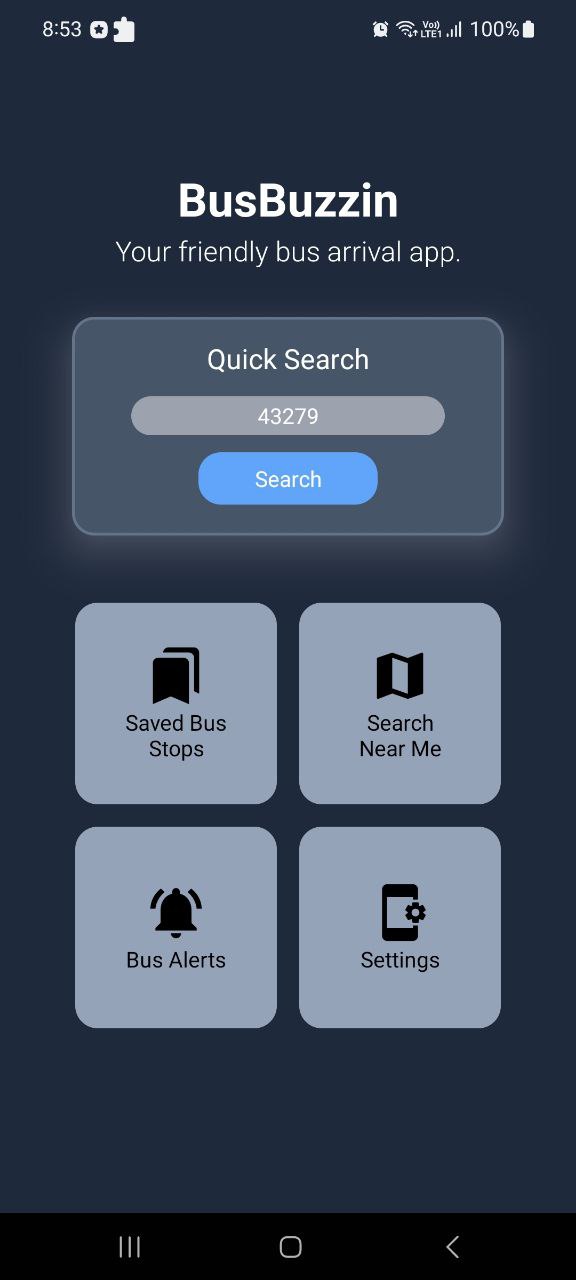 8:53
Vo))
LTE1
100%
BusBuzzin
Your friendly bus arrival app.
Quick Search
43279
Search
Saved Bus
Stops
Search
Near Me
Bus Alerts
Settings